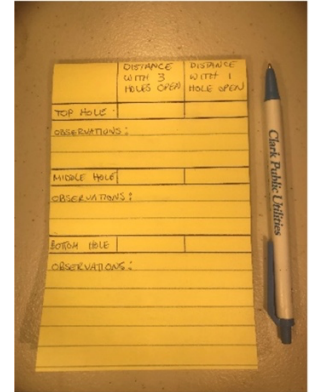 DISTANCE
WITH 3
HOLES OPEN
DISTANCE
WITH 1
HOLE OPEN
TOP HOLE:
OBSERVATIONS:
MIDDLE HOLE
OBSERVATIONS:
BOTTOM HOLE
OBSERVATIONS:
Clark Public Utilities